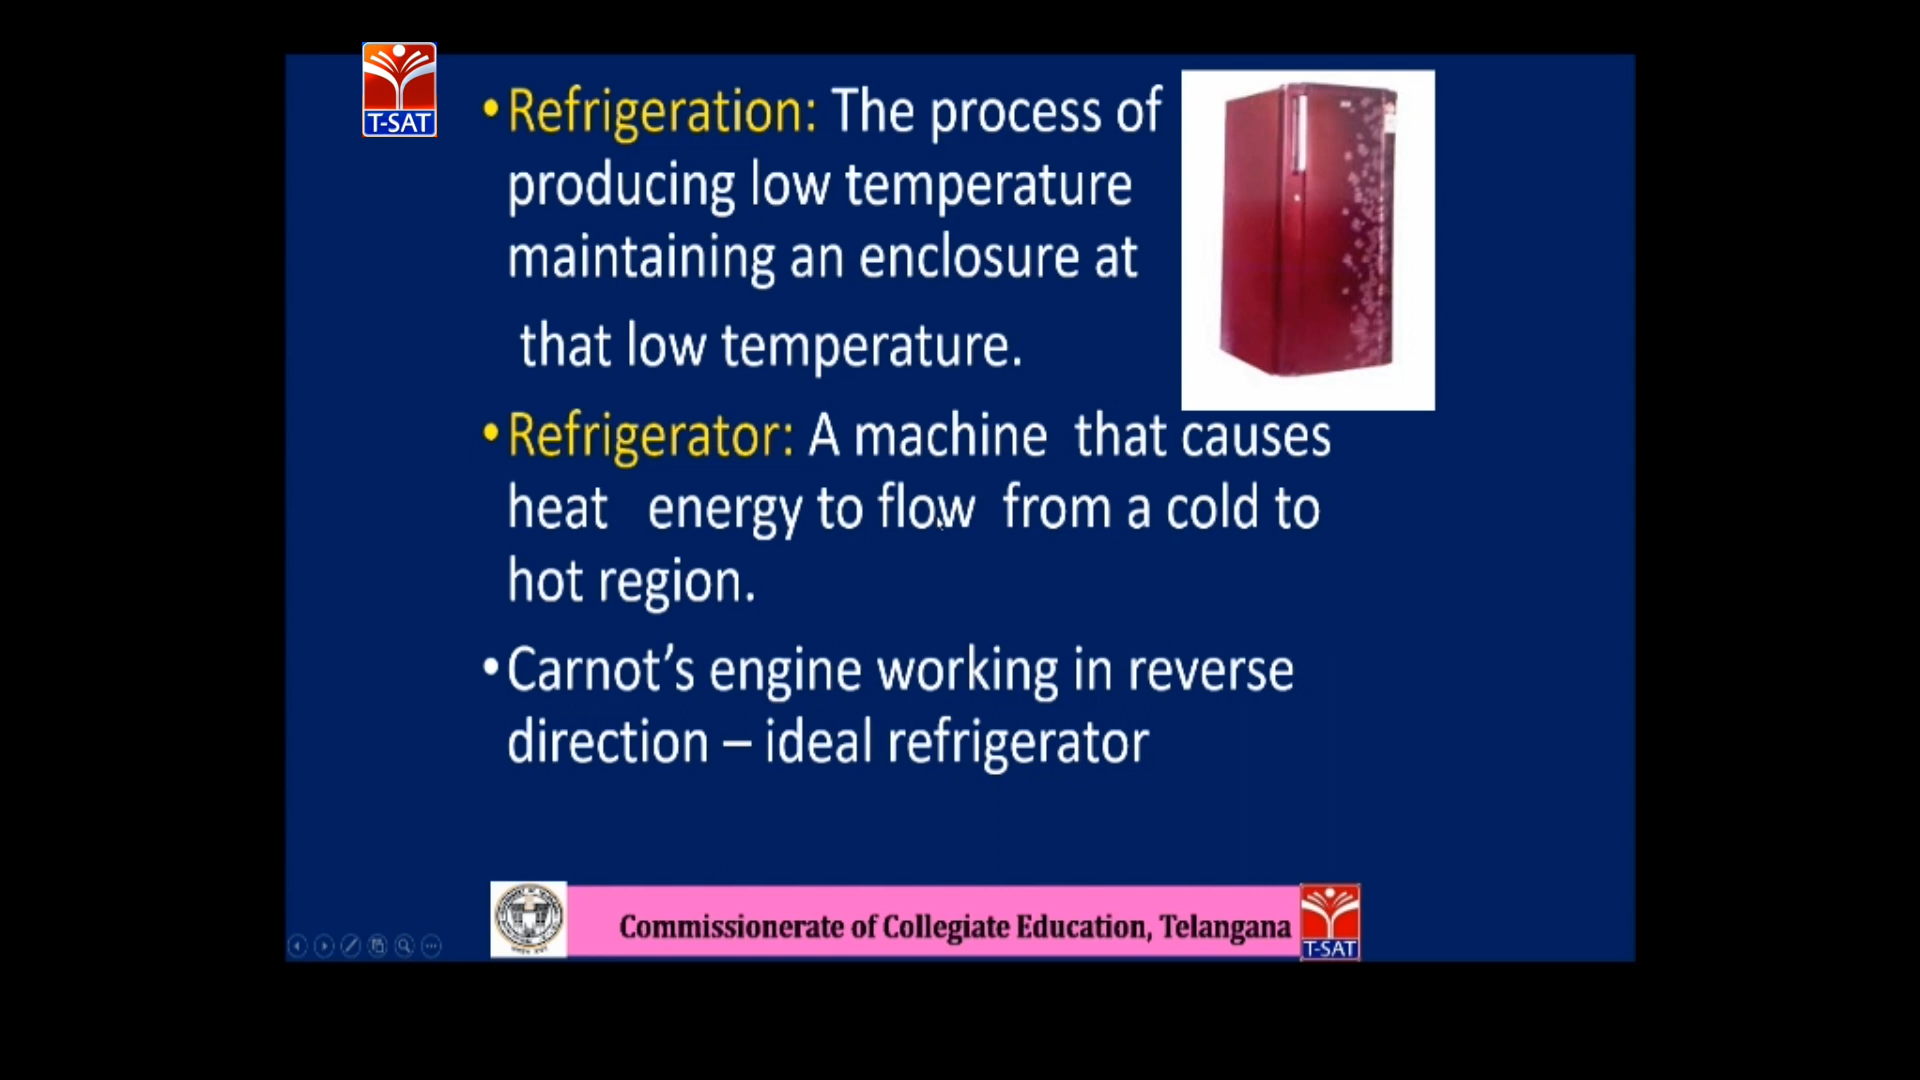 T-SAT
•Refrigeration: The process of
producing low temperature
maintaining an enclosure at
that low temperature.
•Refrigerator: A machine that causes
heat energy to flow from a cold to
hot region.
•Carnot’s engine working in reverse
direction – ideal refrigerator
Commissionerate of Collegiate Education, Telangana
T-SAT